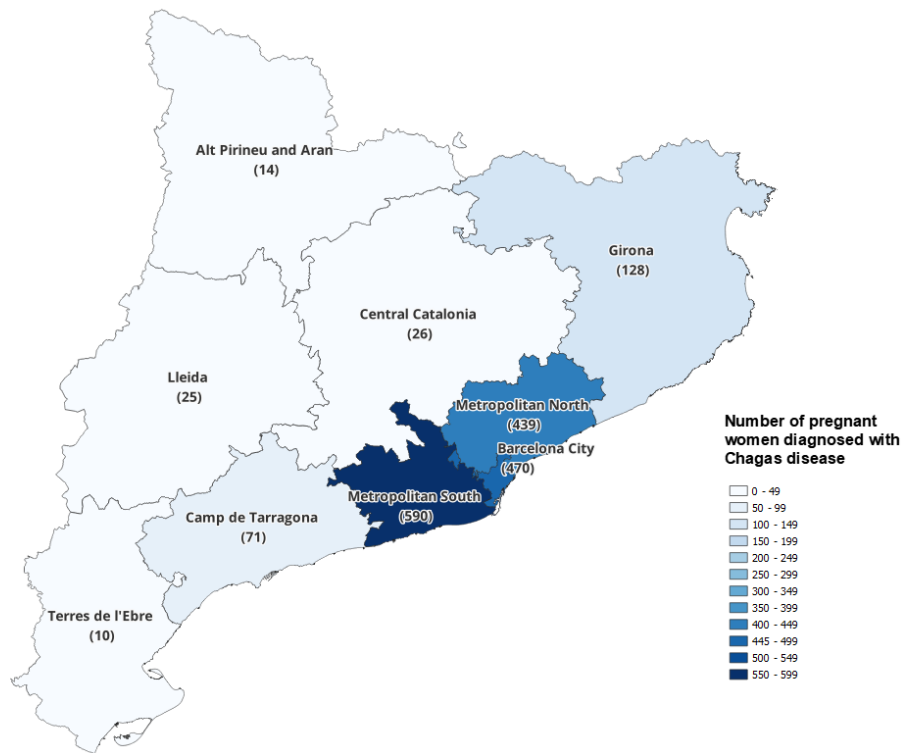 Alt Pirineu and Aran
(14)
Girona
(128)
Central Catalonia
(26)
Lleida
(25)
Metropolitan North
(439)
Barcelona City
(470)
Metropolitan South
(590)
Camp de Tarragona
(71)
Terres de l'Ebre
(10)
Number of pregnant
women diagnosed with
Chagas disease
0 - 49
50 - 99
100 - 149
150 - 199
200 - 249
250 - 299
300 - 349
350 - 399
400 - 449
445 - 499
500 - 549
550 - 599